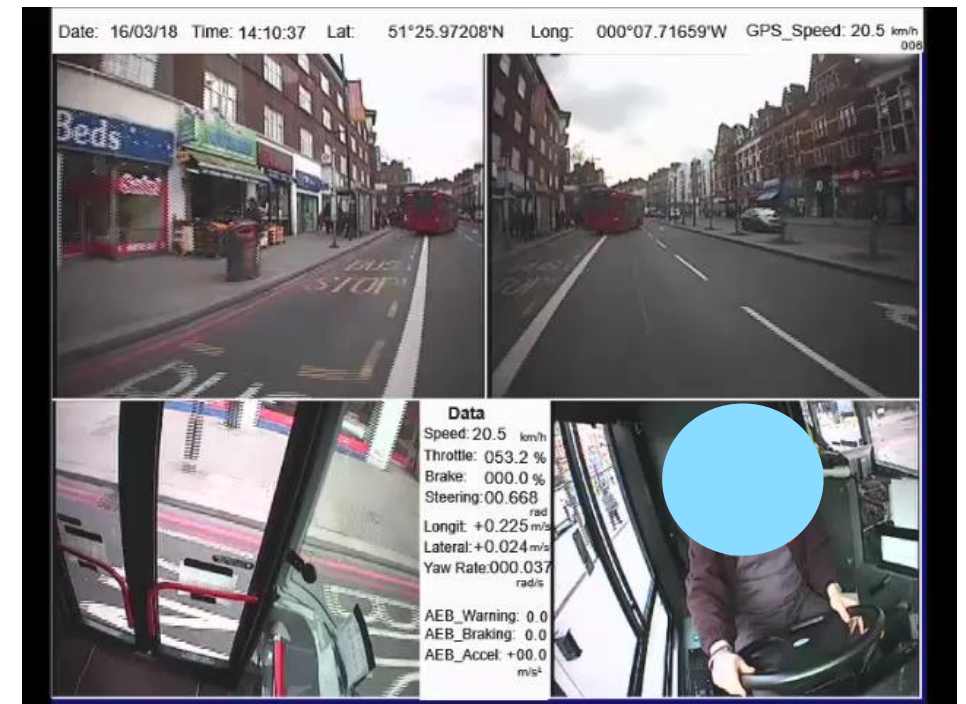 Date: 16/03/18 Time: 14:10:37 Lat: 51°25.97208'N Long: 000°07.71659'W GPS_Speed: 20.5 km/h
006
Beds
Sale
BUS
STOP
Data
Speed: 20.5 km/h
Throttle: 053.2 %
Brake: 000.0 %
Steering: 00.668
rad
Longit: +0.225 m/s
Lateral: +0.024 m/s
Yaw Rate: 000.037
rad/s
AEB_Warning: 0.0
AEB_Braking: 0.0
AEB_Accel: +00.0
m/s²